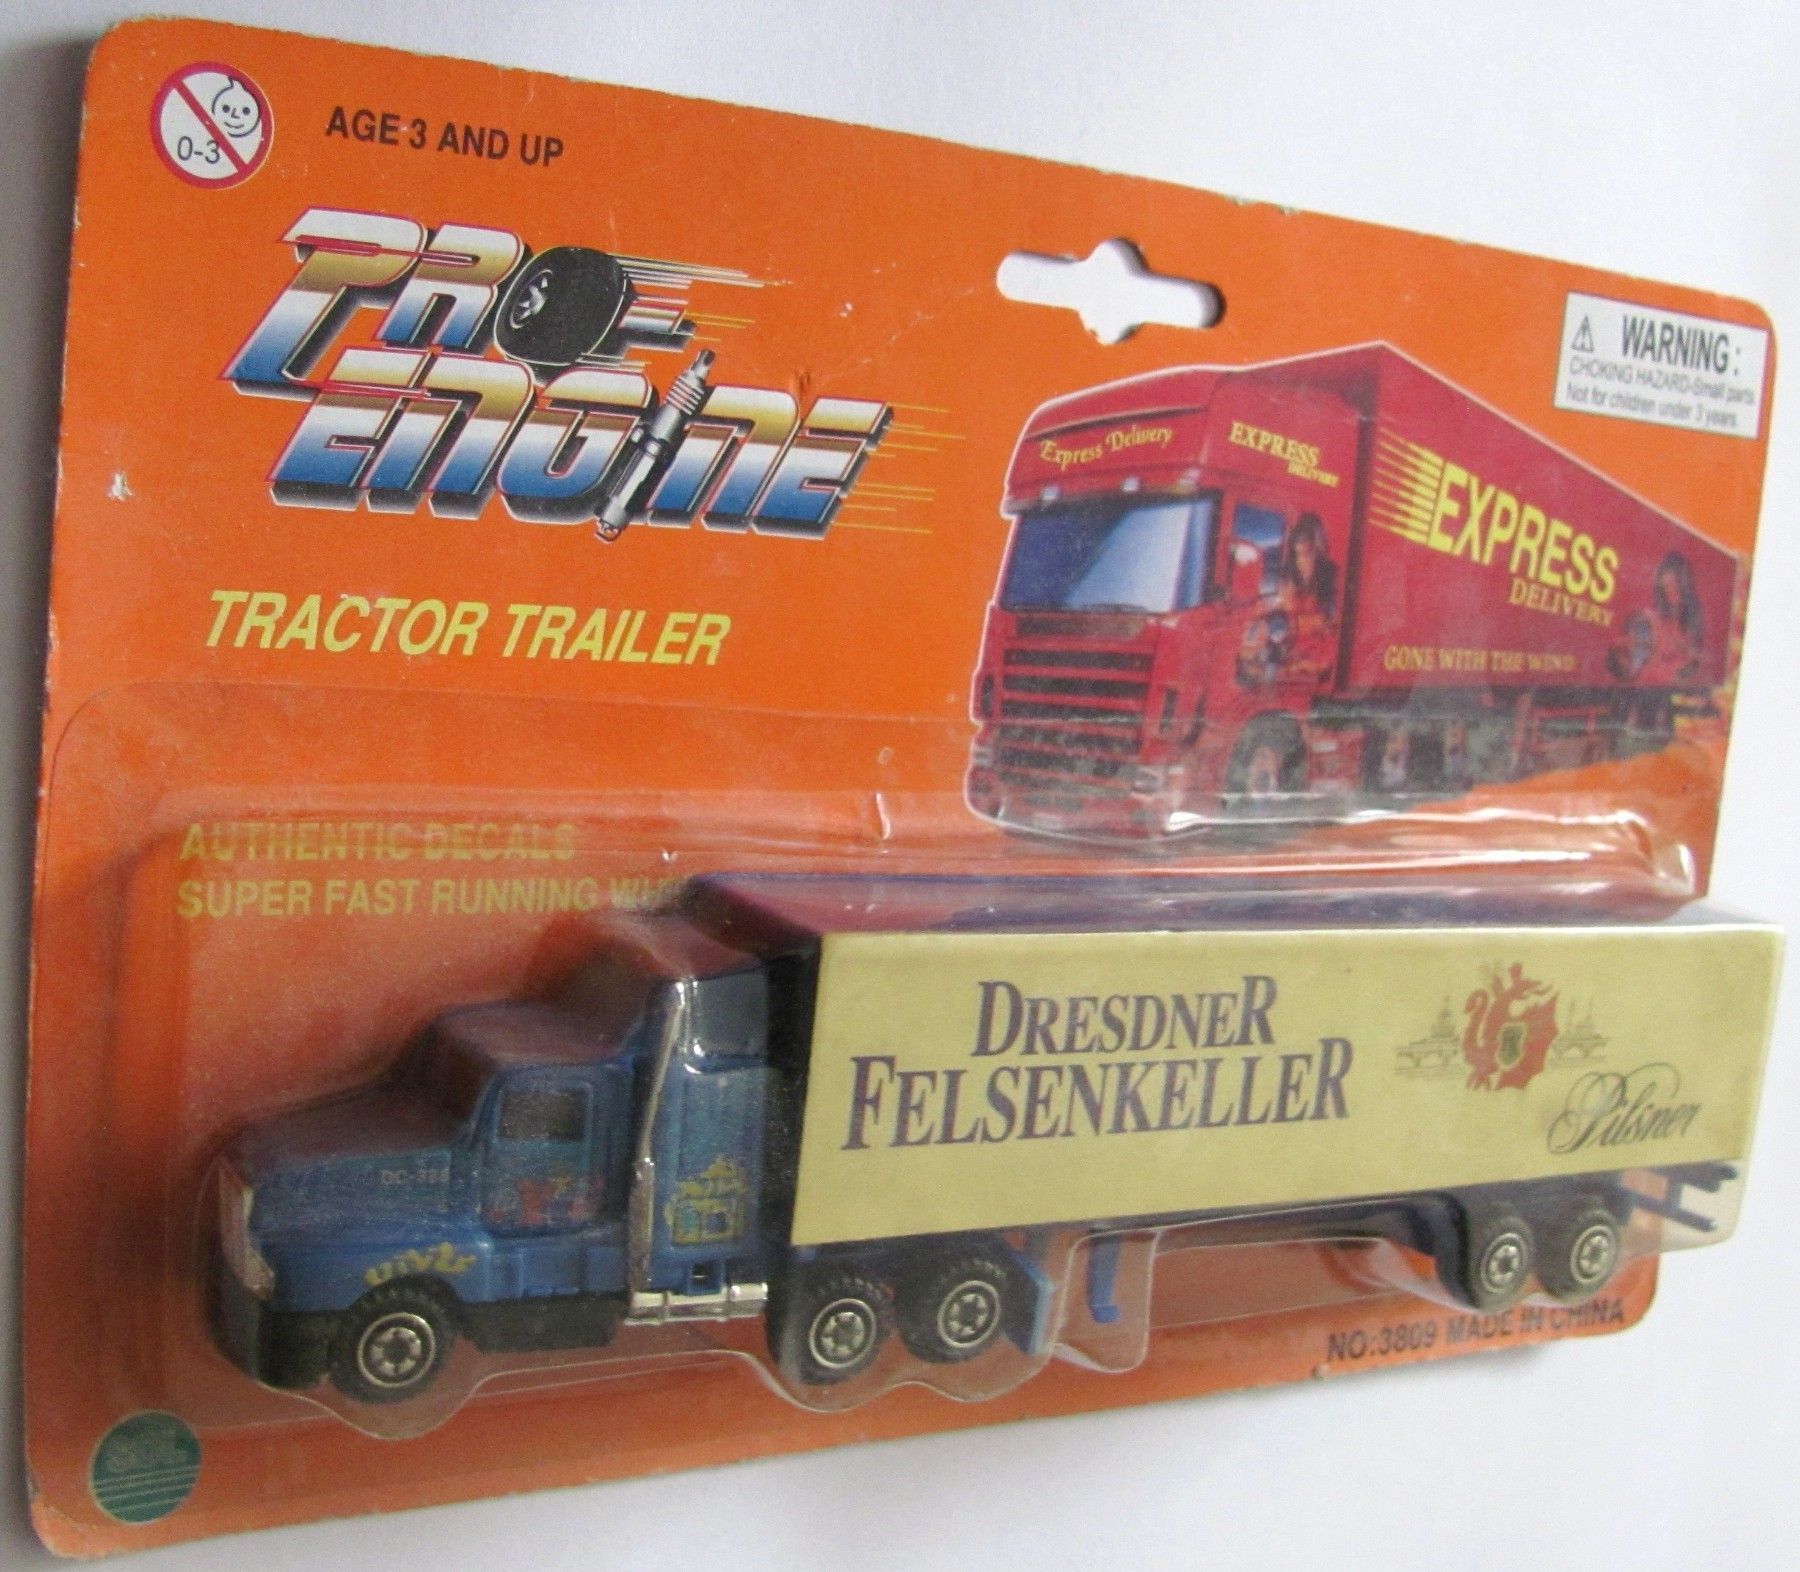 0-3
AGE 3 AND UP
PRO
ENGINE
TRACTOR TRAILER
WARNING :
CHOKING HAZARD-Small parts
Not for children under 3 years.
Express Delivery
EXPRESS
DELIVERY
EXPRESS
DELIVERY
GONE WITH THE WIND
AUTHENTIC DECALS
SUPER FAST RUNNING
DRESDNER
FELSENKELLER
Pilsner
NO:3809 MADE IN CHINA